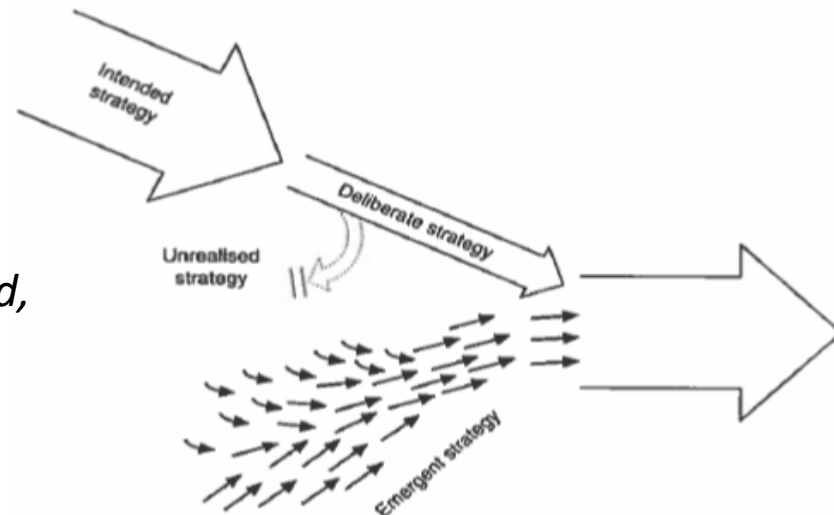 Intended
strategy
Deliberate strategy
Unrealised
strategy
d,
Emergent strategy